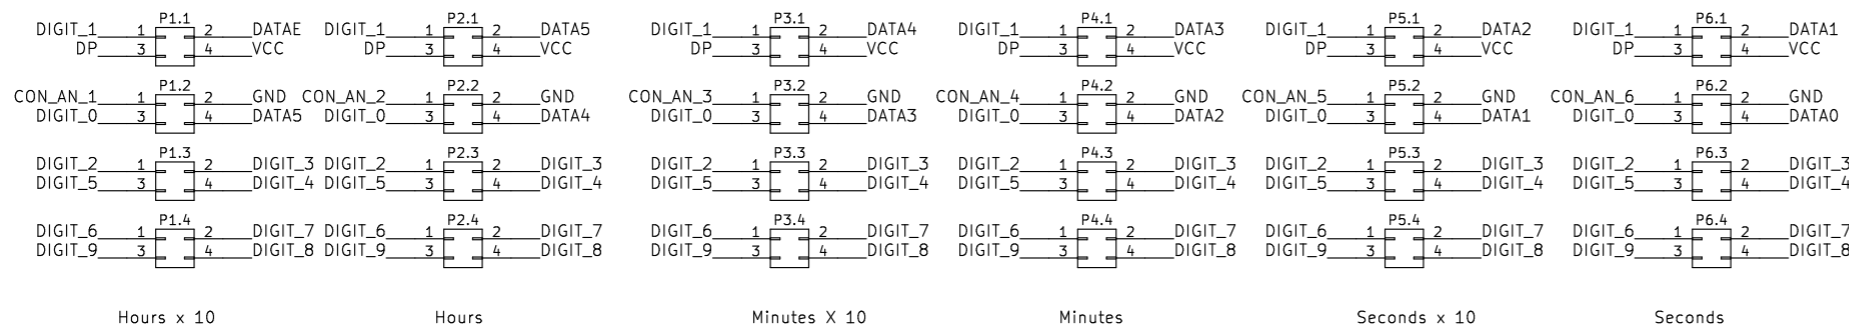 P1.1 P2.1 P3.1 P4.1 P5.1 P6.1
DIGIT_1 1 2 DATAE DIGIT_1 1 2 DATA5 DIGIT_1 1 2 DATA4 DIGIT_1 1 2 DATA3 DIGIT_1 1 2 DATA2 DIGIT_1 1 2 DATA1
DP 3 4 VCC DP 3 4 VCC DP 3 4 VCC DP 3 4 VCC DP 3 4 VCC DP 3 4 VCC
P1.2 P2.2 P3.2 P4.2 P5.2 P6.2
CON_AN_1 1 2 GND CON_AN_2 1 2 GND CON_AN_3 1 2 GND CON_AN_4 1 2 GND CON_AN_5 1 2 GND CON_AN_6 1 2 GND
DIGIT_0 3 4 DATA5 DIGIT_0 3 4 DATA4 DIGIT_0 3 4 DATA3 DIGIT_0 3 4 DATA2 DIGIT_0 3 4 DATA1 DIGIT_0 3 4 DATA0
P1.3 P2.3 P3.3 P4.3 P5.3 P6.3
DIGIT_2 1 2 DIGIT_3 DIGIT_2 1 2 DIGIT_3 DIGIT_2 1 2 DIGIT_3 DIGIT_2 1 2 DIGIT_3 DIGIT_2 1 2 DIGIT_3 DIGIT_2 1 2 DIGIT_3
DIGIT_5 3 4 DIGIT_4 DIGIT_5 3 4 DIGIT_4 DIGIT_5 3 4 DIGIT_4 DIGIT_5 3 4 DIGIT_4 DIGIT_5 3 4 DIGIT_4 DIGIT_5 3 4 DIGIT_4
P1.4 P2.4 P3.4 P4.4 P5.4 P6.4
DIGIT_6 1 2 DIGIT_7 DIGIT_6 1 2 DIGIT_7 DIGIT_6 1 2 DIGIT_7 DIGIT_6 1 2 DIGIT_7 DIGIT_6 1 2 DIGIT_7 DIGIT_6 1 2 DIGIT_7
DIGIT_9 3 4 DIGIT_8 DIGIT_9 3 4 DIGIT_8 DIGIT_9 3 4 DIGIT_8 DIGIT_9 3 4 DIGIT_8 DIGIT_9 3 4 DIGIT_8 DIGIT_9 3 4 DIGIT_8
Hours x 10 Hours Minutes X 10 Minutes Seconds x 10 Seconds